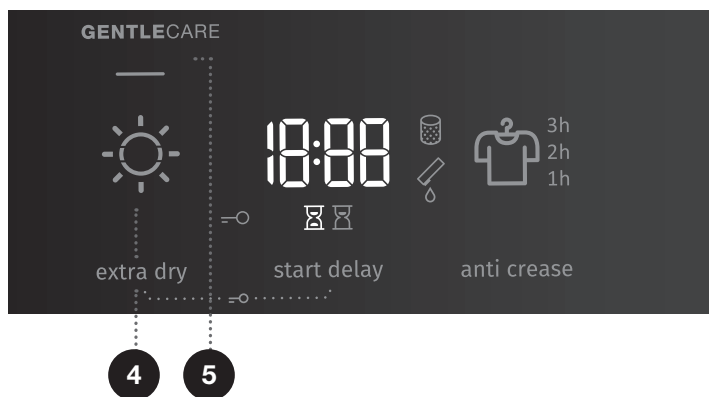 GENTLECARE
18:88
3h
2h
1h
extra dry
start delay
anti crease
4
5